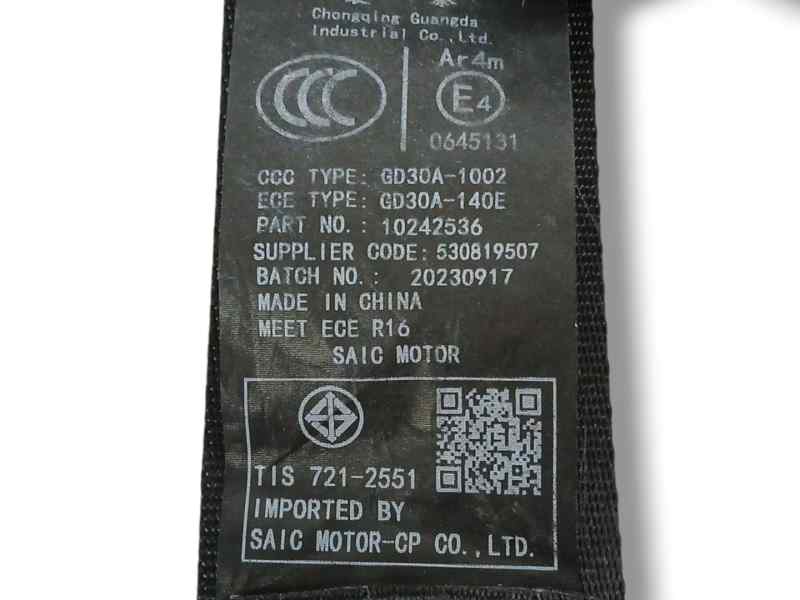 Chongqing Guangda
Industrial Co.,Ltd.
CCC
Ar4m
E4
0645131
CCC TYPE: GD30A-1002
ECE TYPE: GD30A-140E
PART NO.: 10242536
SUPPLIER CODE: 530819507
BATCH NO.: 20230917
MADE IN CHINA
MEET ECE R16
SAIC MOTOR
TIS 721-2551
IMPORTED BY
SAIC MOTOR-CP CO.,LTD.